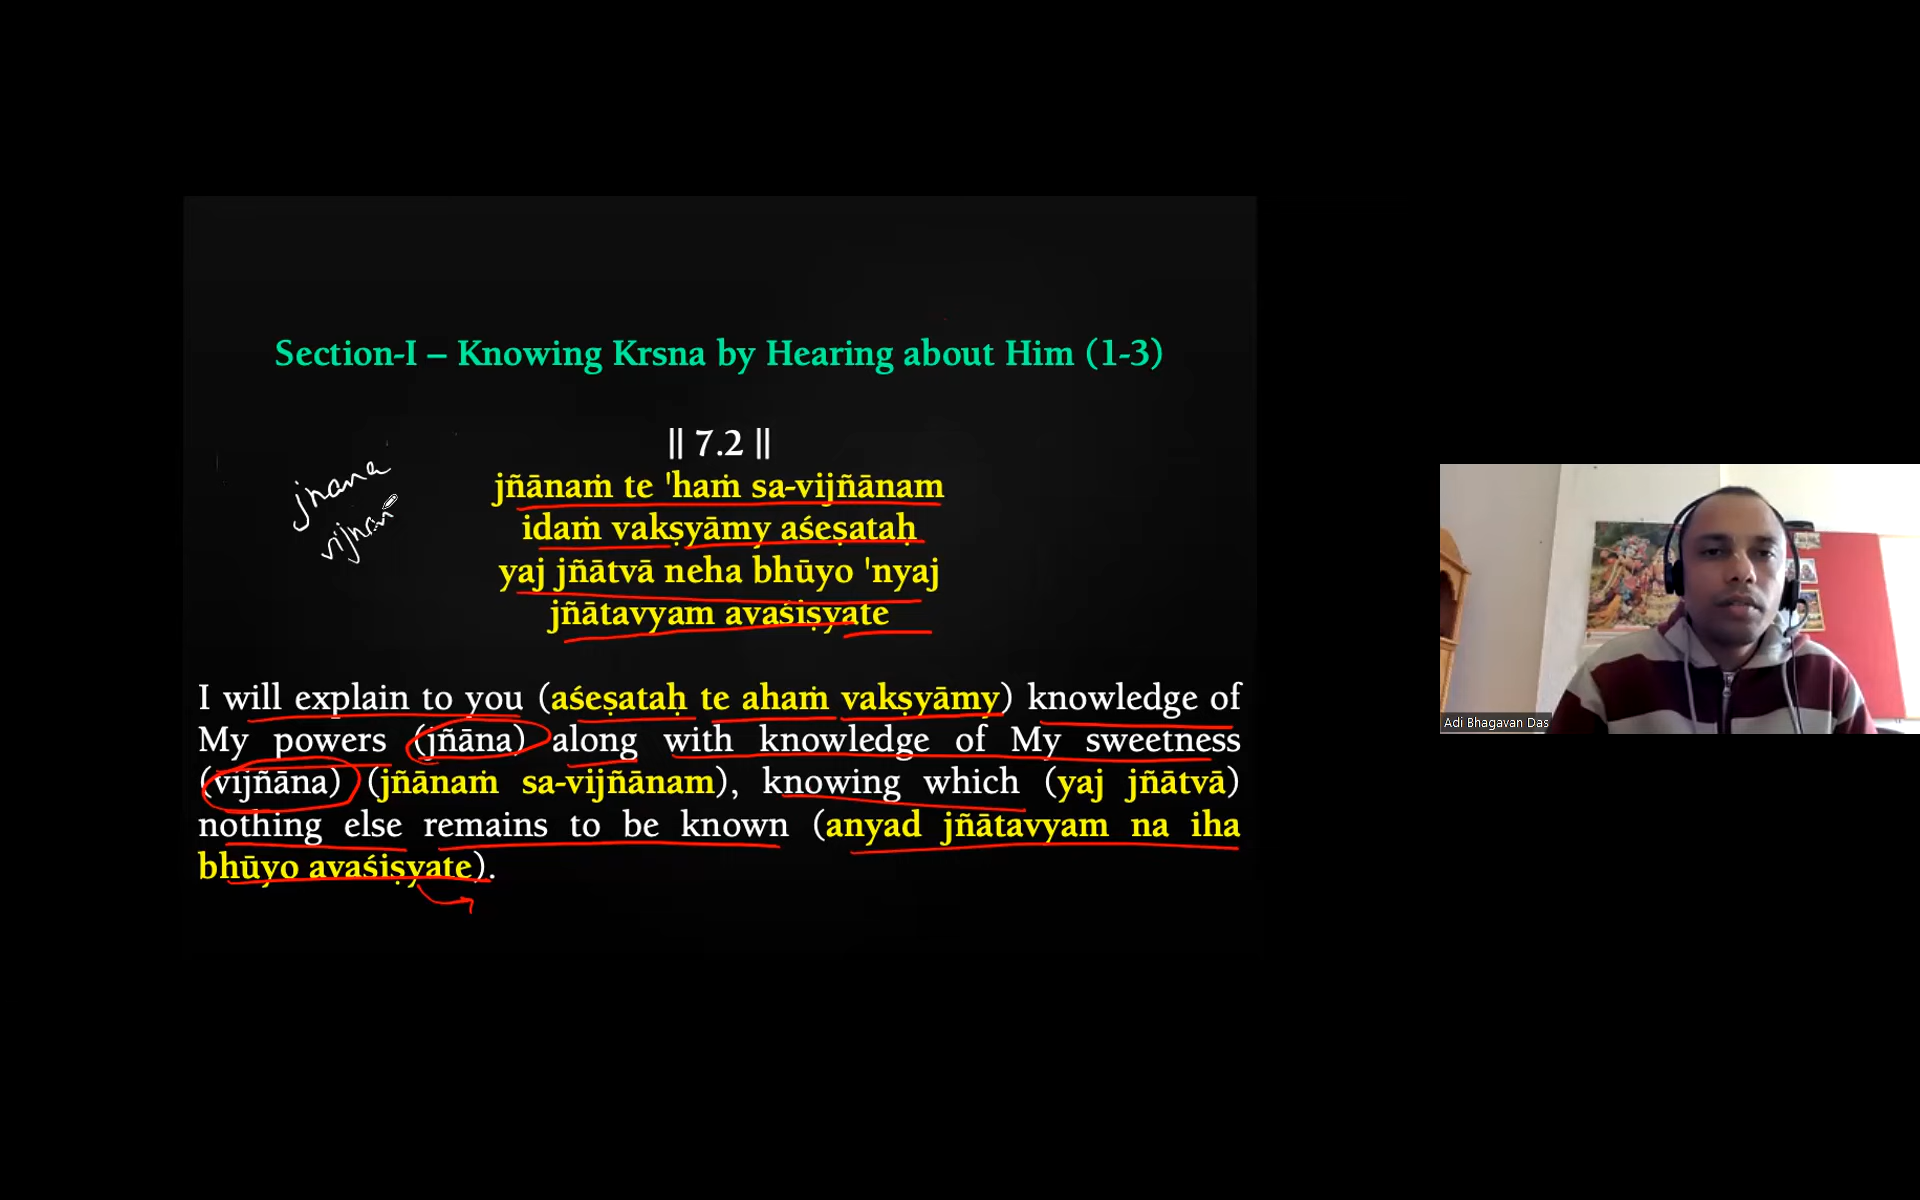 Section-I – Knowing Krsna by Hearing about Him (1-3)
|| 7.2 ||
jñānaṁ te 'haṁ sa-vijñānam
idaṁ vakṣyāmy aśeṣataḥ
yaj jñātvā neha bhūyo 'nyaj
jñātavyam avaśiṣyate
jnana
vijnan
I will explain to you (aśeṣataḥ te ahaṁ vakṣyāmy) knowledge of
My powers (jñāna) along with knowledge of My sweetness
(vijñāna) (jñānaṁ sa-vijñānam), knowing which (yaj jñātvā)
nothing else remains to be known (anyad jñātavyam na iha
bhūyo avaśiṣyate).
Adi Bhagavan Das